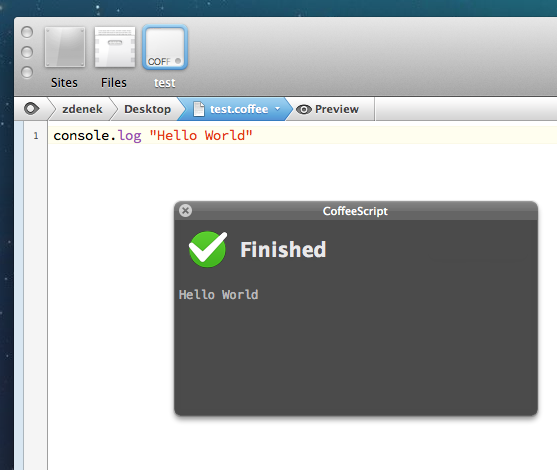 COFF
Sites Files test
zdenek Desktop test.coffee Preview
1 console.log "Hello World"
CoffeeScript
Finished
Hello World